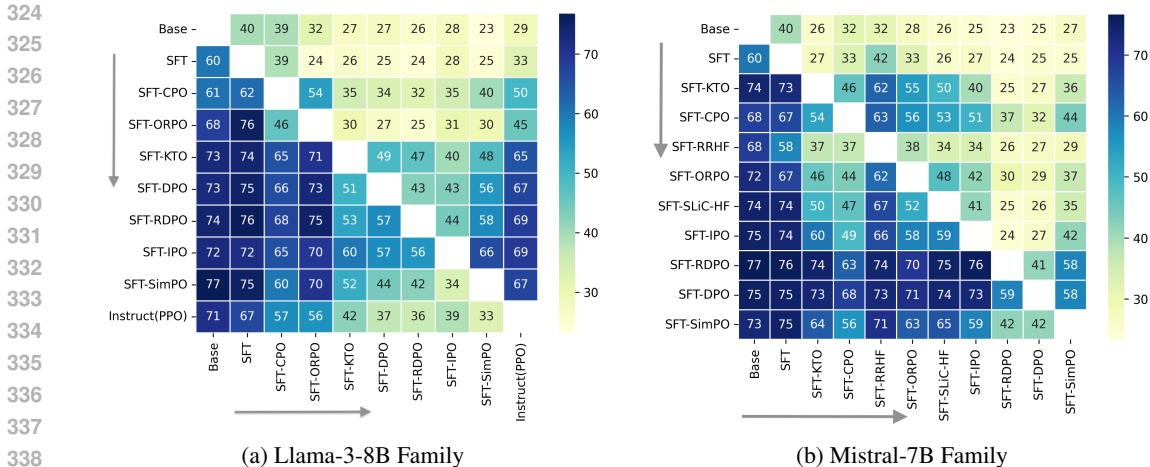 324
325
326
327
328
329
330
331
332
333
334
335
336
337
338
Base 40 39 32 27 27 26 28 23 29
SFT 60 39 24 26 25 24 28 25 33
SFT-CPO 61 62 54 35 34 32 35 40 50
SFT-ORPO 68 76 46 30 27 25 31 30 45
SFT-KTO 73 74 65 71 49 47 40 48 65
SFT-DPO 73 75 66 73 51 43 43 56 67
SFT-RDPO 74 76 68 75 53 57 44 58 69
SFT-IPO 72 72 65 70 60 57 56 66 69
SFT-SimPO 77 75 60 70 52 44 42 34 67
Instruct(PPO) 71 67 57 56 42 37 36 39 33
Base SFT SFT-CPO SFT-ORPO SFT-KTO SFT-DPO SFT-RDPO SFT-IPO SFT-SimPO Instruct(PPO)
70
60
50
40
30
(a) Llama-3-8B Family
Base 40 26 32 32 28 26 25 25 25 27
SFT 60 27 33 42 33 26 27 24 25 25
SFT-KTO 74 73 46 62 55 50 40 25 27 36
SFT-CPO 68 67 54 63 56 53 51 37 32 44
SFT-RRHF 68 58 37 37 38 34 34 26 27 29
SFT-ORPO 72 67 46 44 62 48 42 30 29 37
SFT-SLiC-HF 74 74 50 47 67 52 41 25 26 35
SFT-IPO 75 74 60 49 66 58 59 24 27 42
SFT-RDPO 77 76 74 63 74 70 75 76 41 58
SFT-DPO 75 75 73 68 73 71 74 73 59 58
SFT-SimPO 73 75 64 56 71 63 65 59 42 42
Base SFT SFT-KTO SFT-CPO SFT-RRHF SFT-ORPO SFT-SLiC-HF SFT-IPO SFT-RDPO SFT-DPO SFT-SimPO
70
60
50
40
30
(b) Mistral-7B Family